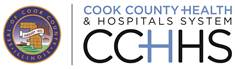 COOK COUNTY HEALTH
& HOSPITALS SYSTEM
CCHHS